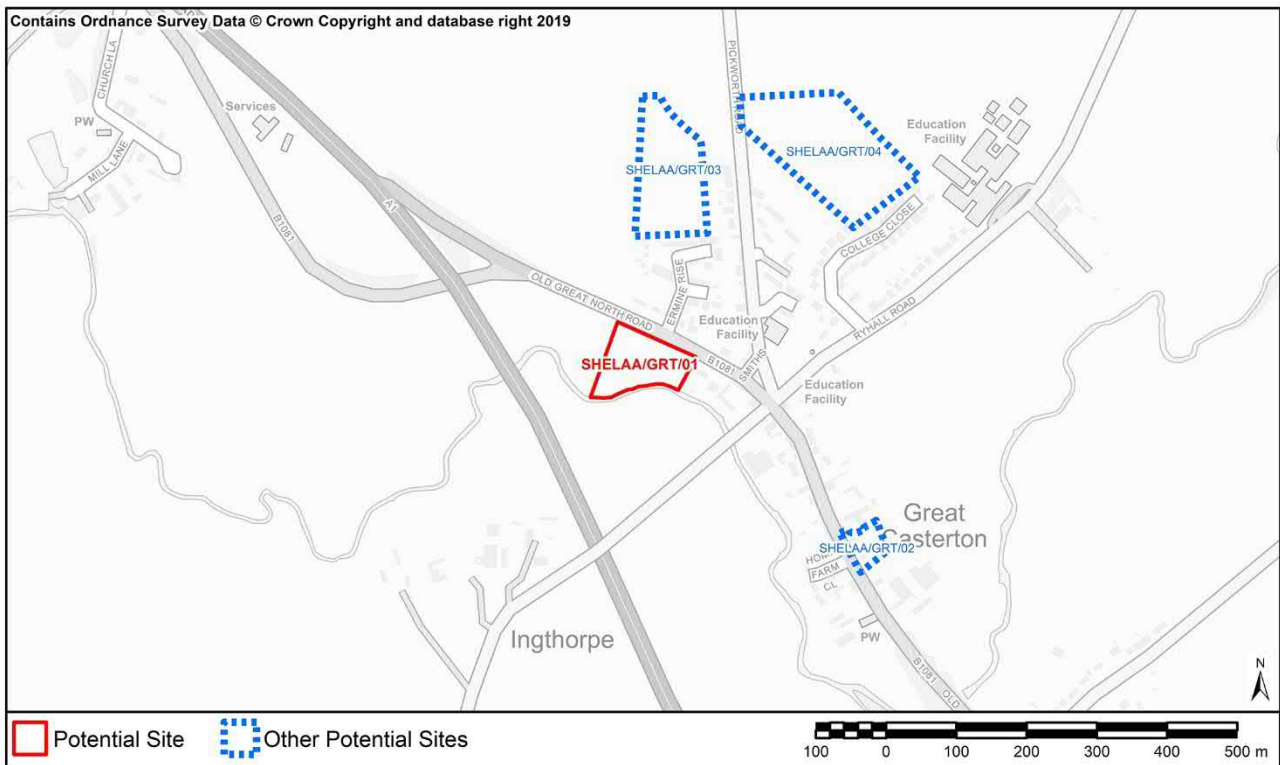 Contains Ordnance Survey Data © Crown Copyright and database right 2019
CHURCH LA
PW
MILL LANE
Services
B1081
A1
PICKWORTH ROAD
SHELAA/GRT/03
SHELAA/GRT/04
Education
Facility
COLLEGE CLOSE
OLD GREAT NORTH ROAD
ERMINE RISE
Education
Facility
RYHALL ROAD
SHELAA/GRT/01
B1081
SMITHS
Education
Facility
Great
Casterton
SHELAA/GRT/02
FARM
CL
Ingthorpe
PW
B1081 OLD
N
Potential Site
Other Potential Sites
100 0 100 200 300 400 500 m